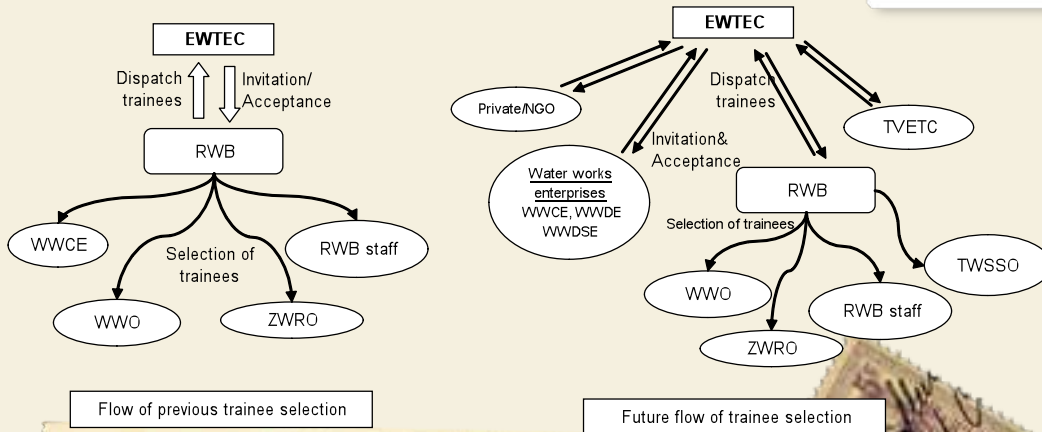 EWTEC
Dispatch
trainees
Invitation/
Acceptance
RWB
WWCE
Selection of
trainees
RWB staff
WWO
ZWRO
Flow of previous trainee selection
EWTEC
Dispatch
trainees
Private/NGO
TVETC
Invitation&
Acceptance
Water works
enterprises
WWCE, WWDE
WWDSE
RWB
Selection of trainees
TWSSO
WWO
RWB staff
ZWRO
Future flow of trainee selection